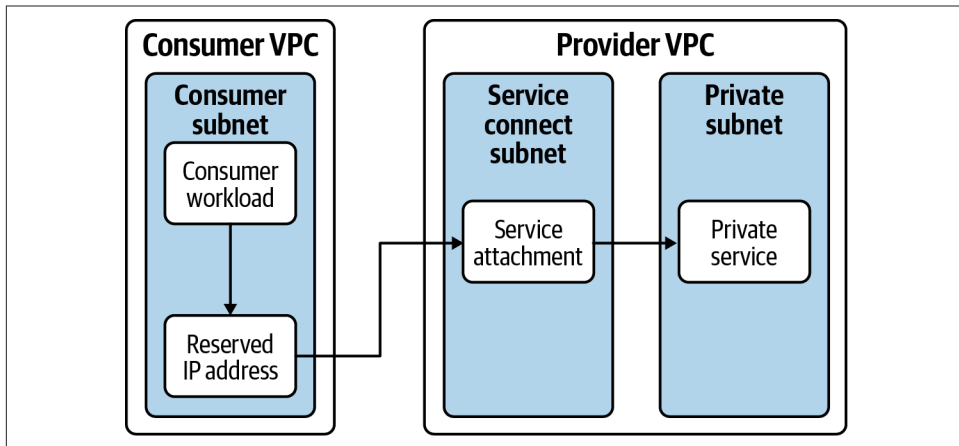 Consumer VPC
Consumer
subnet
Consumer
workload
Reserved
IP address
Provider VPC
Service
connect
subnet
Service
attachment
Private
subnet
Private
service